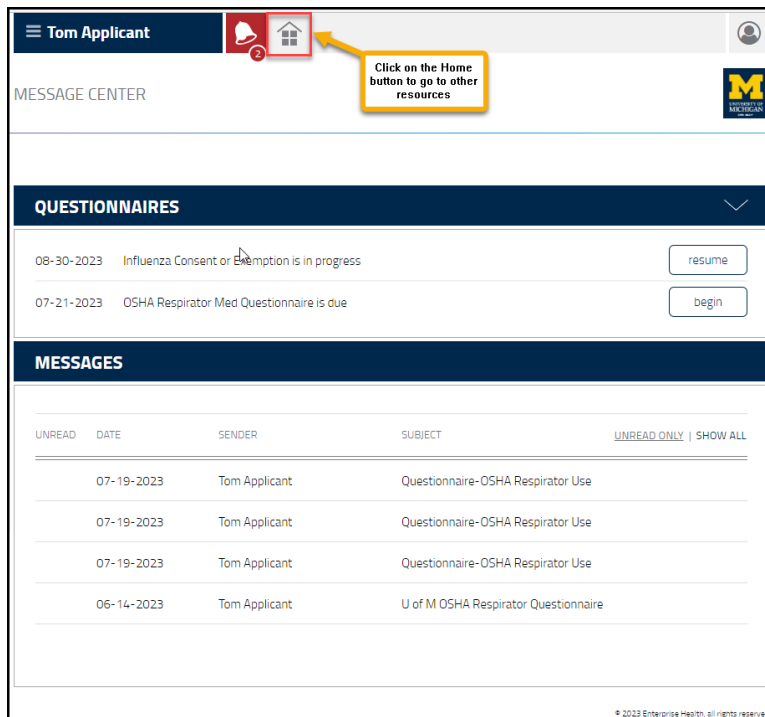 Tom Applicant
2
Click on the Home
button to go to other
resources
MESSAGE CENTER
M
UNIVERSITY OF
MICHIGAN
QUESTIONNAIRES
08-30-2023 Influenza Consent or Exemption is in progress resume
07-21-2023 OSHA Respirator Med Questionnaire is due begin
MESSAGES
UNREAD DATE SENDER SUBJECT UNREAD ONLY | SHOW ALL
07-19-2023 Tom Applicant Questionnaire-OSHA Respirator Use
07-19-2023 Tom Applicant Questionnaire-OSHA Respirator Use
07-19-2023 Tom Applicant Questionnaire-OSHA Respirator Use
06-14-2023 Tom Applicant U of M OSHA Respirator Questionnaire
© 2023 Enterprise Health, all rights reserve